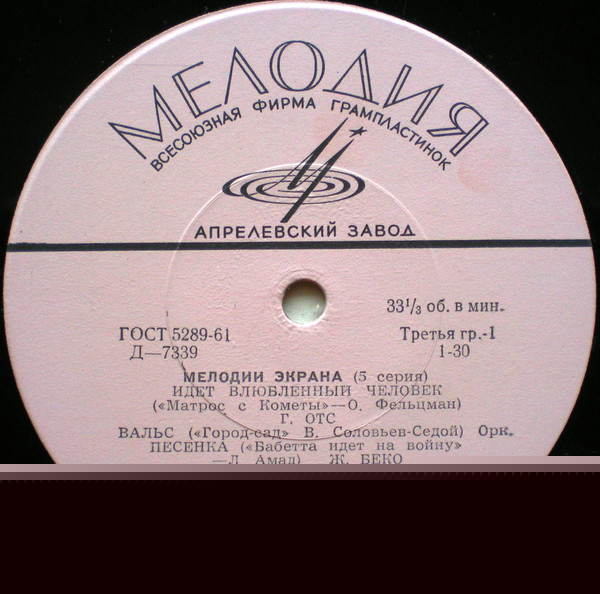 МЕЛОДИЯ
ВСЕСОЮЗНАЯ ФИРМА ГРАМПЛАСТИНОК
АПРЕЛЕВСКИЙ ЗАВОД
33⅓ об. в мин.
ГОСТ 5289-61 Третья гр.-1
Д—7339 1-30
МЕЛОДИИ ЭКРАНА (5 серия)
ИДЕТ ВЛЮБЛЕННЫЙ ЧЕЛОВЕК
(«Матрос с Кометы»—О. Фельцман)
Г. ОТС
ВАЛЬС («Город-сад» В. Соловьев-Седой) Орк.
ПЕСЕНКА («Бабетта идет на войну»
—Л. Амад) Ж. БЕКО